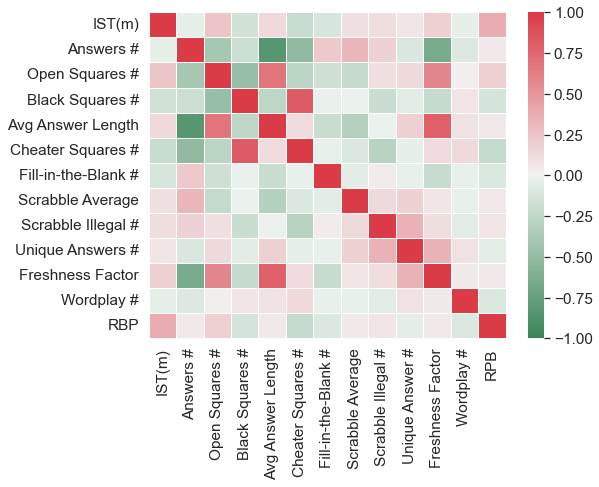 IST(m)
Answers #
Open Squares #
Black Squares #
Avg Answer Length
Cheater Squares #
Fill-in-the-Blank #
Scrabble Average
Scrabble Illegal #
Unique Answers #
Freshness Factor
Wordplay #
RBP
IST(m)
Answers #
Open Squares #
Black Squares #
Avg Answer Length
Cheater Squares #
Fill-in-the-Blank #
Scrabble Average
Scrabble Illegal #
Unique Answer #
Freshness Factor
Wordplay #
RPB
1.00
0.75
0.50
0.25
0.00
−0.25
−0.50
−0.75
−1.00